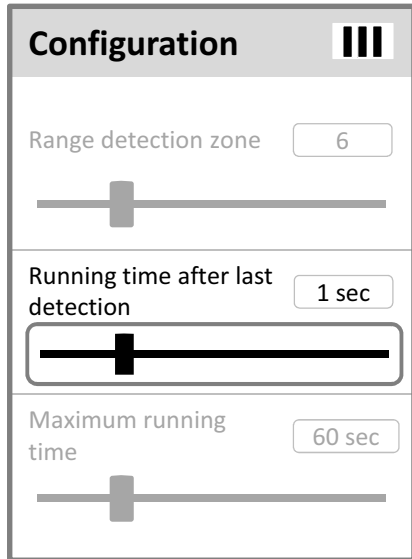 Configuration
Range detection zone
6
Running time after last
detection
1 sec
Maximum running
time
60 sec